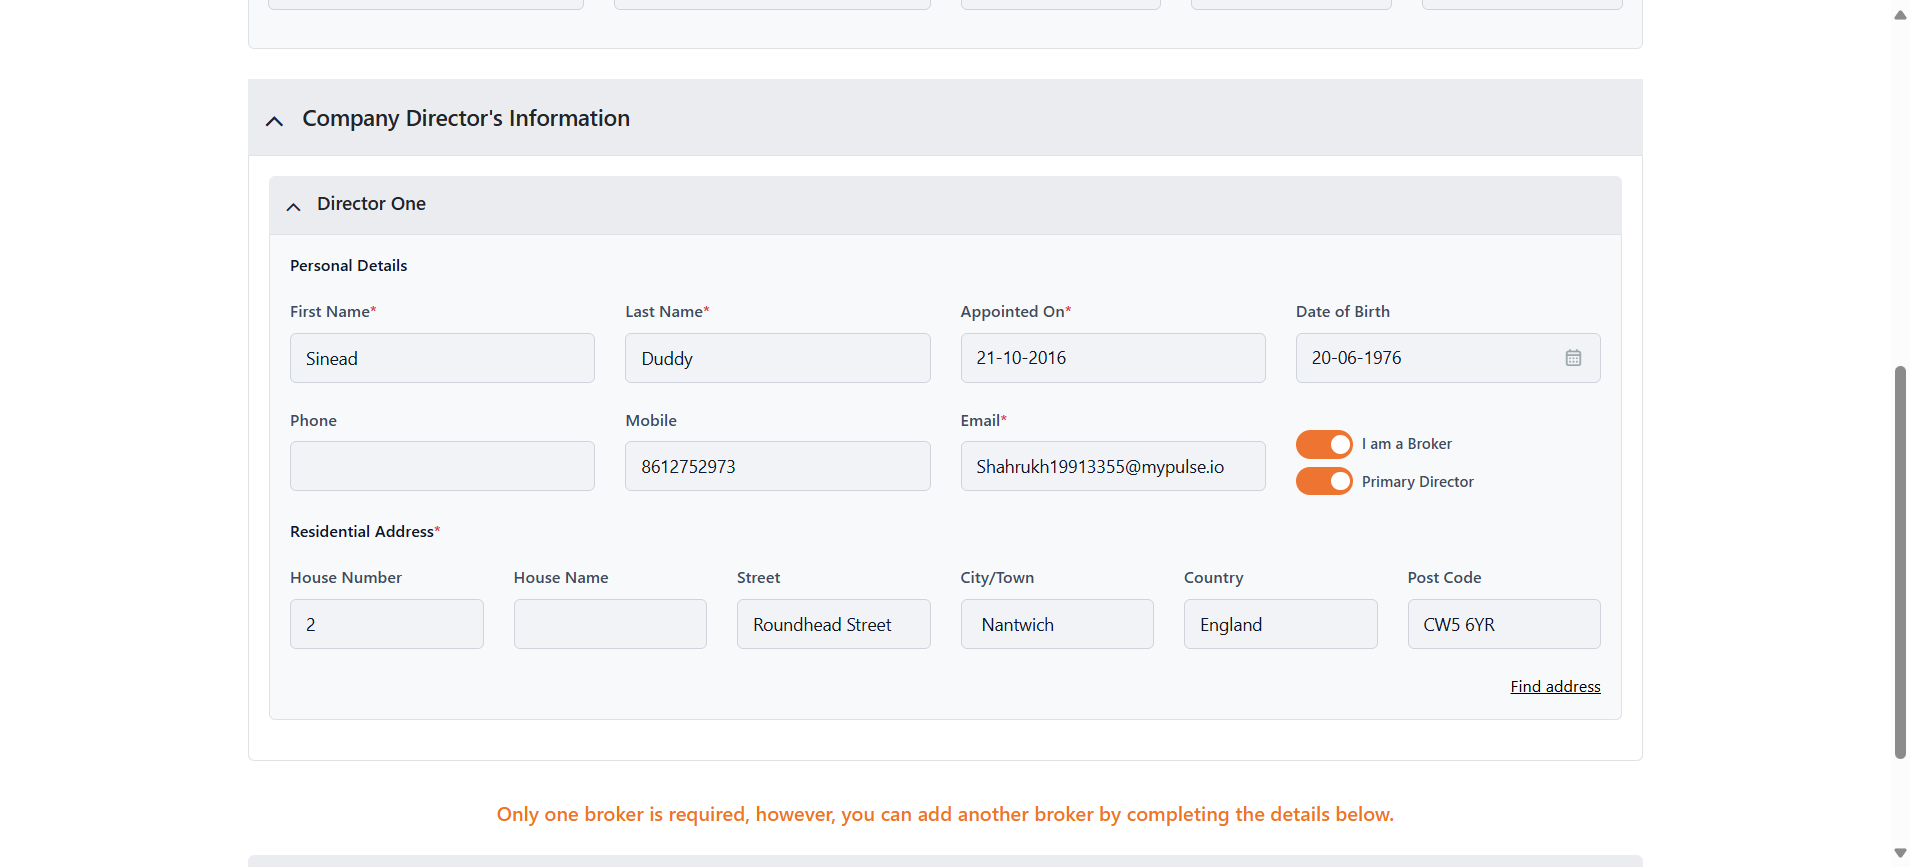 Company Director's Information
Director One
Personal Details
First Name* Last Name* Appointed On* Date of Birth
Sinead Duddy 21-10-2016 20-06-1976
Phone Mobile Email*
I am a Broker
8612752973 Shahrukh19913355@mypulse.io
Primary Director
Residential Address*
House Number House Name Street City/Town Country Post Code
2 Roundhead Street Nantwich England CW5 6YR
Find address
Only one broker is required, however, you can add another broker by completing the details below.